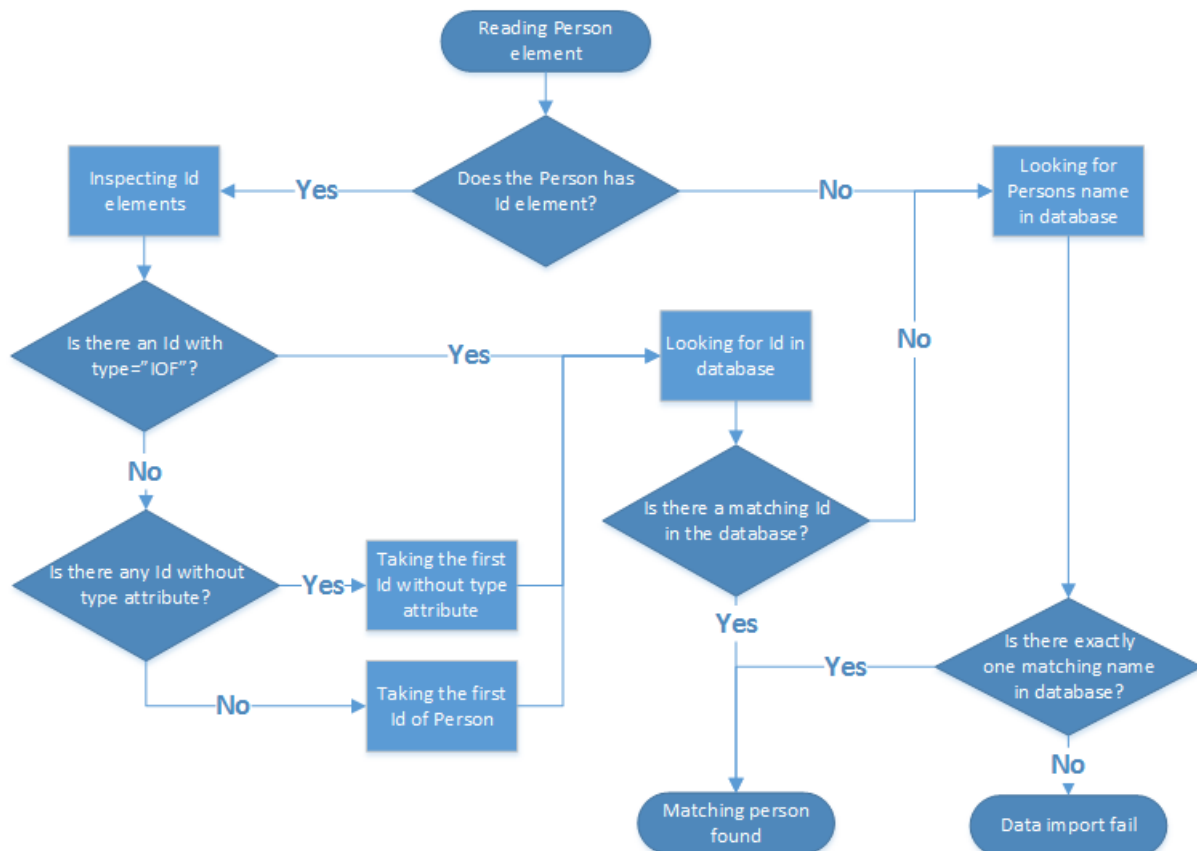 Reading Person
element
Does the Person has
Id element?
Yes
No
Inspecting Id
elements
Looking for
Persons name
in database
Is there an Id with
type=”IOF”?
Yes
Looking for Id in
database
No
No
Is there a matching Id
in the database?
Is there any Id without
type attribute?
Yes
Taking the first
Id without type
attribute
Yes
Is there exactly
one matching name
in database?
Yes
No
Taking the first
Id of Person
No
Matching person
found
Data import fail